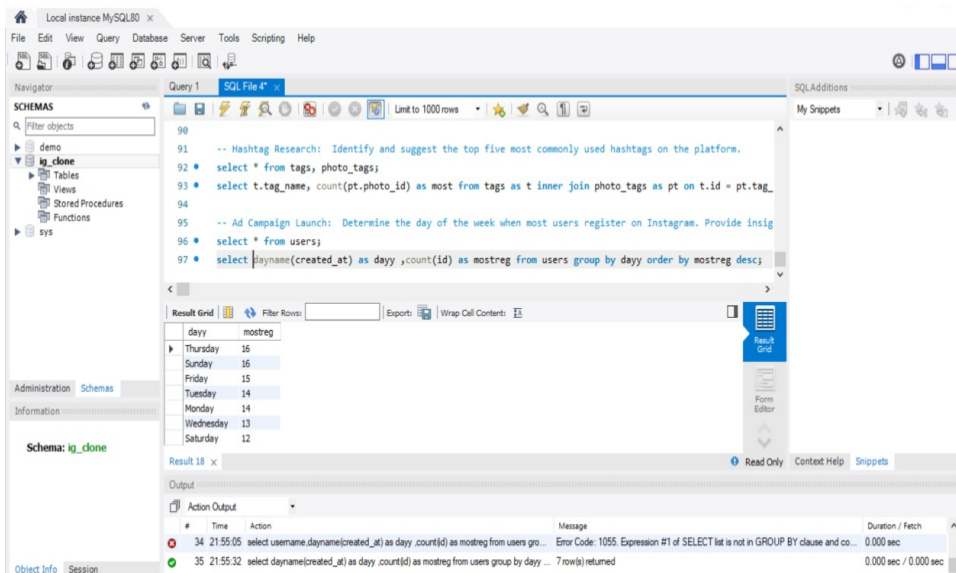 Local instance MySQL80 ×
File Edit View Query Database Server Tools Scripting Help
Navigator
SCHEMAS
Filter objects
demo
ig_clone
Tables
Views
Stored Procedures
Functions
sys
Administration Schemas
Information
Schema: ig_clone
Object Info Session
Query 1 SQL File 4* ×
Limit to 1000 rows
90
91 -- Hashtag Research: Identify and suggest the top five most commonly used hashtags on the platform.
92 select * from tags, photo_tags;
93 select t.tag_name, count(pt.photo_id) as most from tags as t inner join photo_tags as pt on t.id = pt.tag_
94
95 -- Ad Campaign Launch: Determine the day of the week when most users register on Instagram. Provide insig
96 select * from users;
97 select dayname(created_at) as dayy ,count(id) as mostreg from users group by dayy order by mostreg desc;
Result Grid Filter Rows: Export: Wrap Cell Content: IA
dayy mostreg
Thursday 16
Sunday 16
Friday 15
Tuesday 14
Monday 14
Wednesday 13
Saturday 12
Result Grid
Form Editor
Result 18 × Read Only
Output
Action Output
# Time Action Message Duration / Fetch
34 21:55:05 select username,dayname(created_at) as dayy ,count(id) as mostreg from users gro... Error Code: 1055. Expression #1 of SELECT list is not in GROUP BY clause and co... 0.000 sec
35 21:55:32 select dayname(created_at) as dayy ,count(id) as mostreg from users group by dayy ... 7 row(s) returned 0.000 sec / 0.000 sec
SQLAdditions
My Snippets
Context Help Snippets